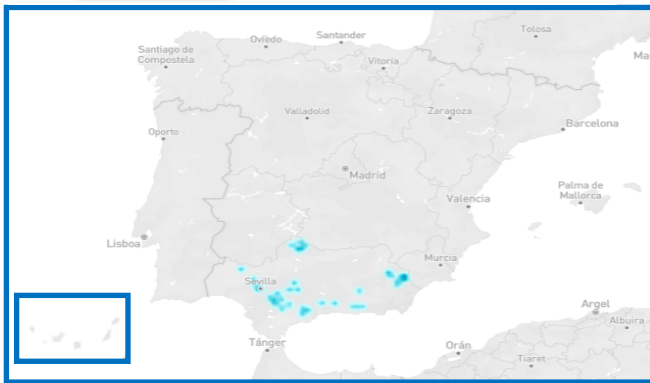 Tolosa
Santander
Oviedo
Santiago de
Compostela
Ma
Vitoria
Valladolid
Zaragoza
Barcelona
Oporto
Madrid
Palma de
Mallorca
Valencia
Lisboa
Murcia
Sevilla
Argel
Albuira
Tánger
Orán
Tiaret